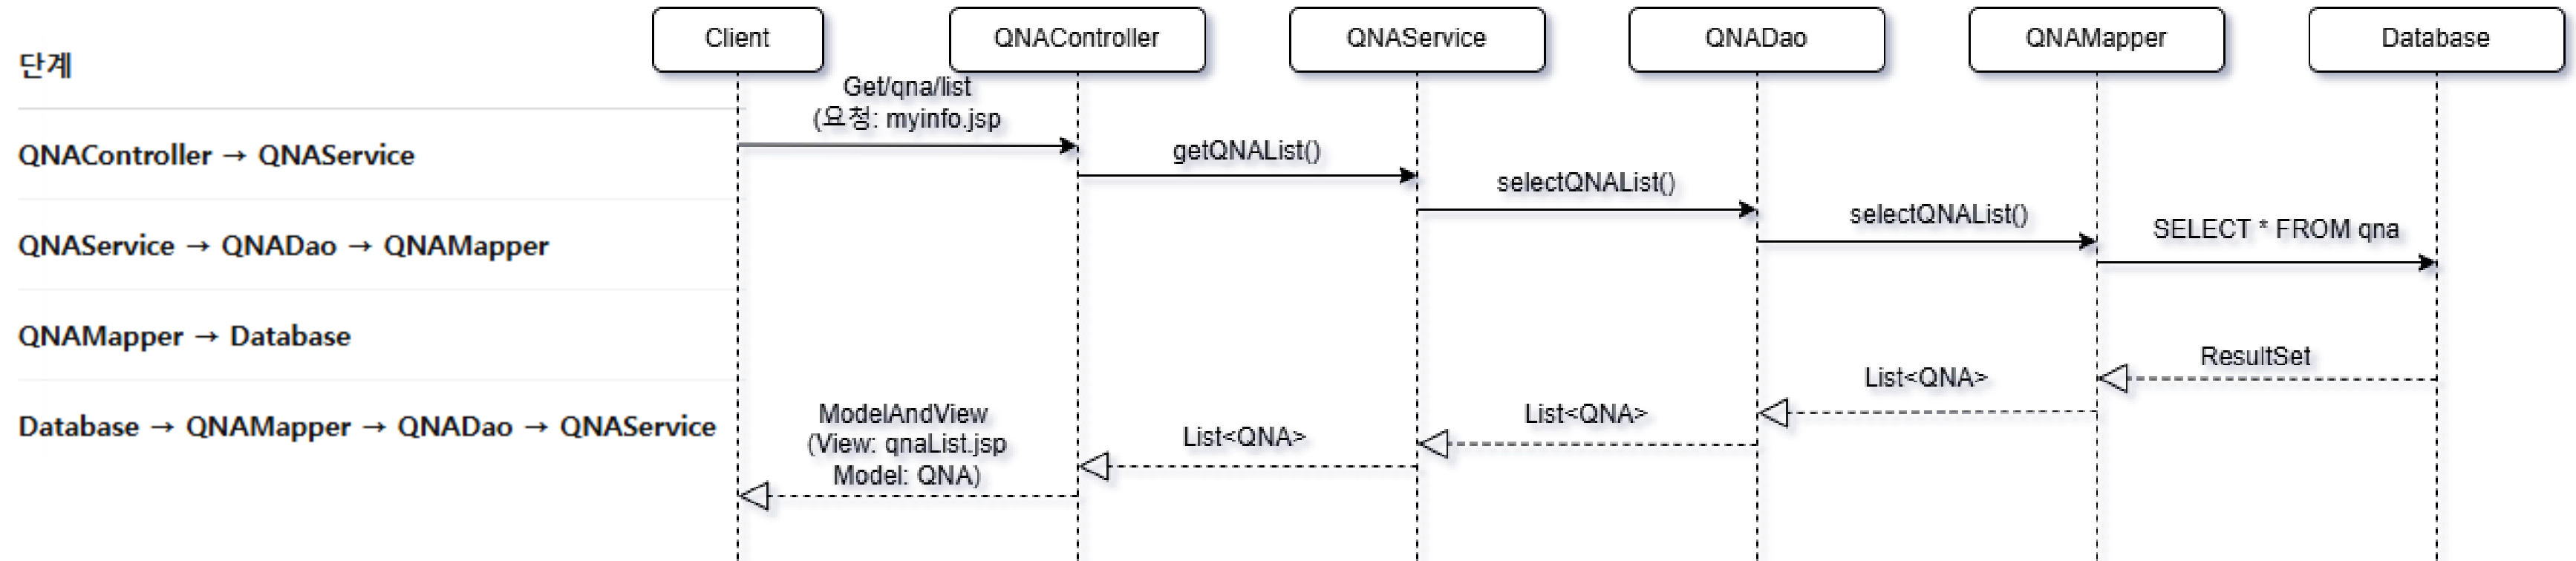 단계
QNAController → QNAService
QNAService → QNADao → QNAMapper
QNAMapper → Database
Database → QNAMapper → QNADao → QNAService
Client
QNAController
QNAService
QNADao
QNAMapper
Database
Get/qna/list
(요청: myinfo.jsp
getQNAList()
selectQNAList()
selectQNAList()
SELECT * FROM qna
ResultSet
List<QNA>
List<QNA>
List<QNA>
ModelAndView
(View: qnaList.jsp
Model: QNA)